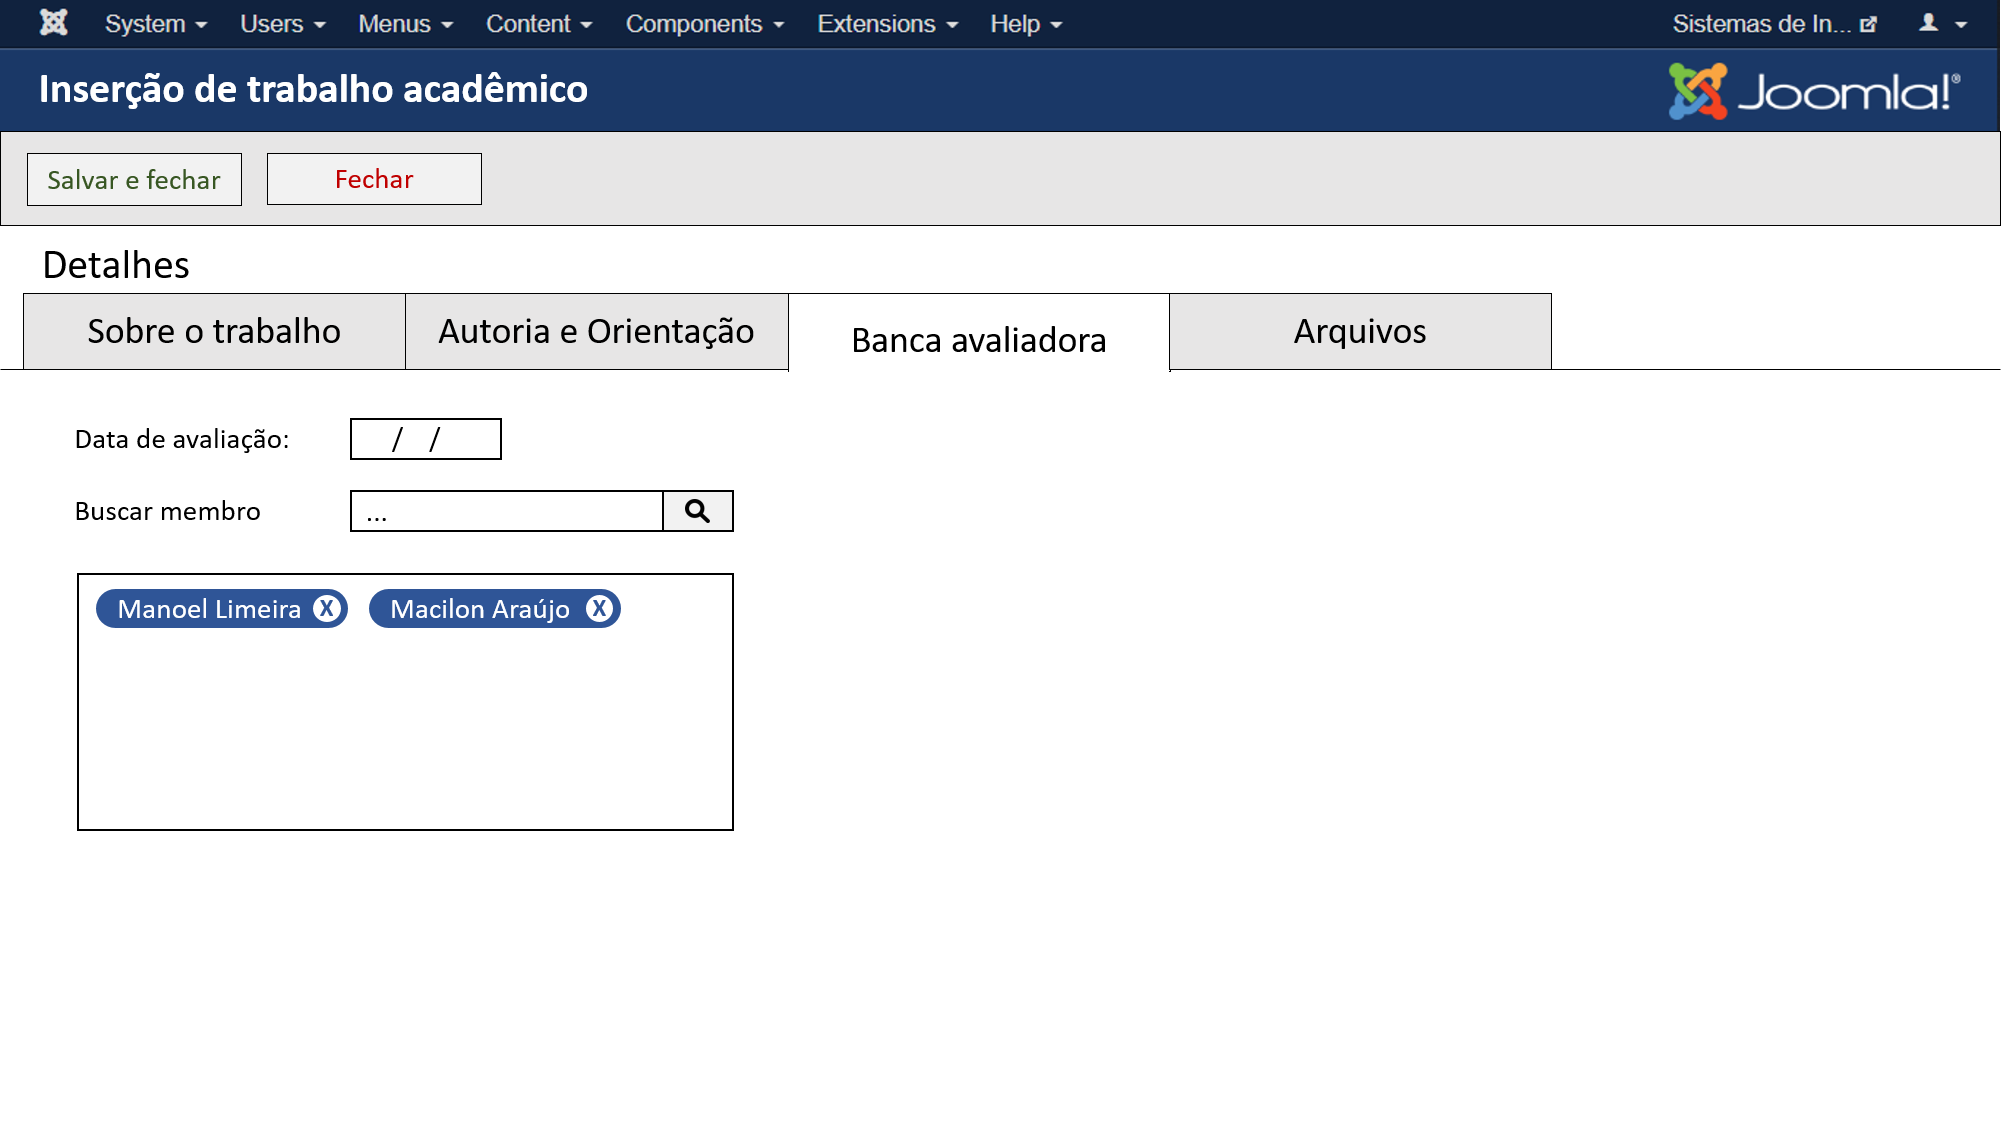 System Users Menus Content Components Extensions Help Sistemas de In...
Inserção de trabalho acadêmico
Joomla!®
Salvar e fechar Fechar
Detalhes
Sobre o trabalho Autoria e Orientação Banca avaliadora Arquivos
Data de avaliação: / /
Buscar membro ...
Manoel Limeira X Macilon Araújo X